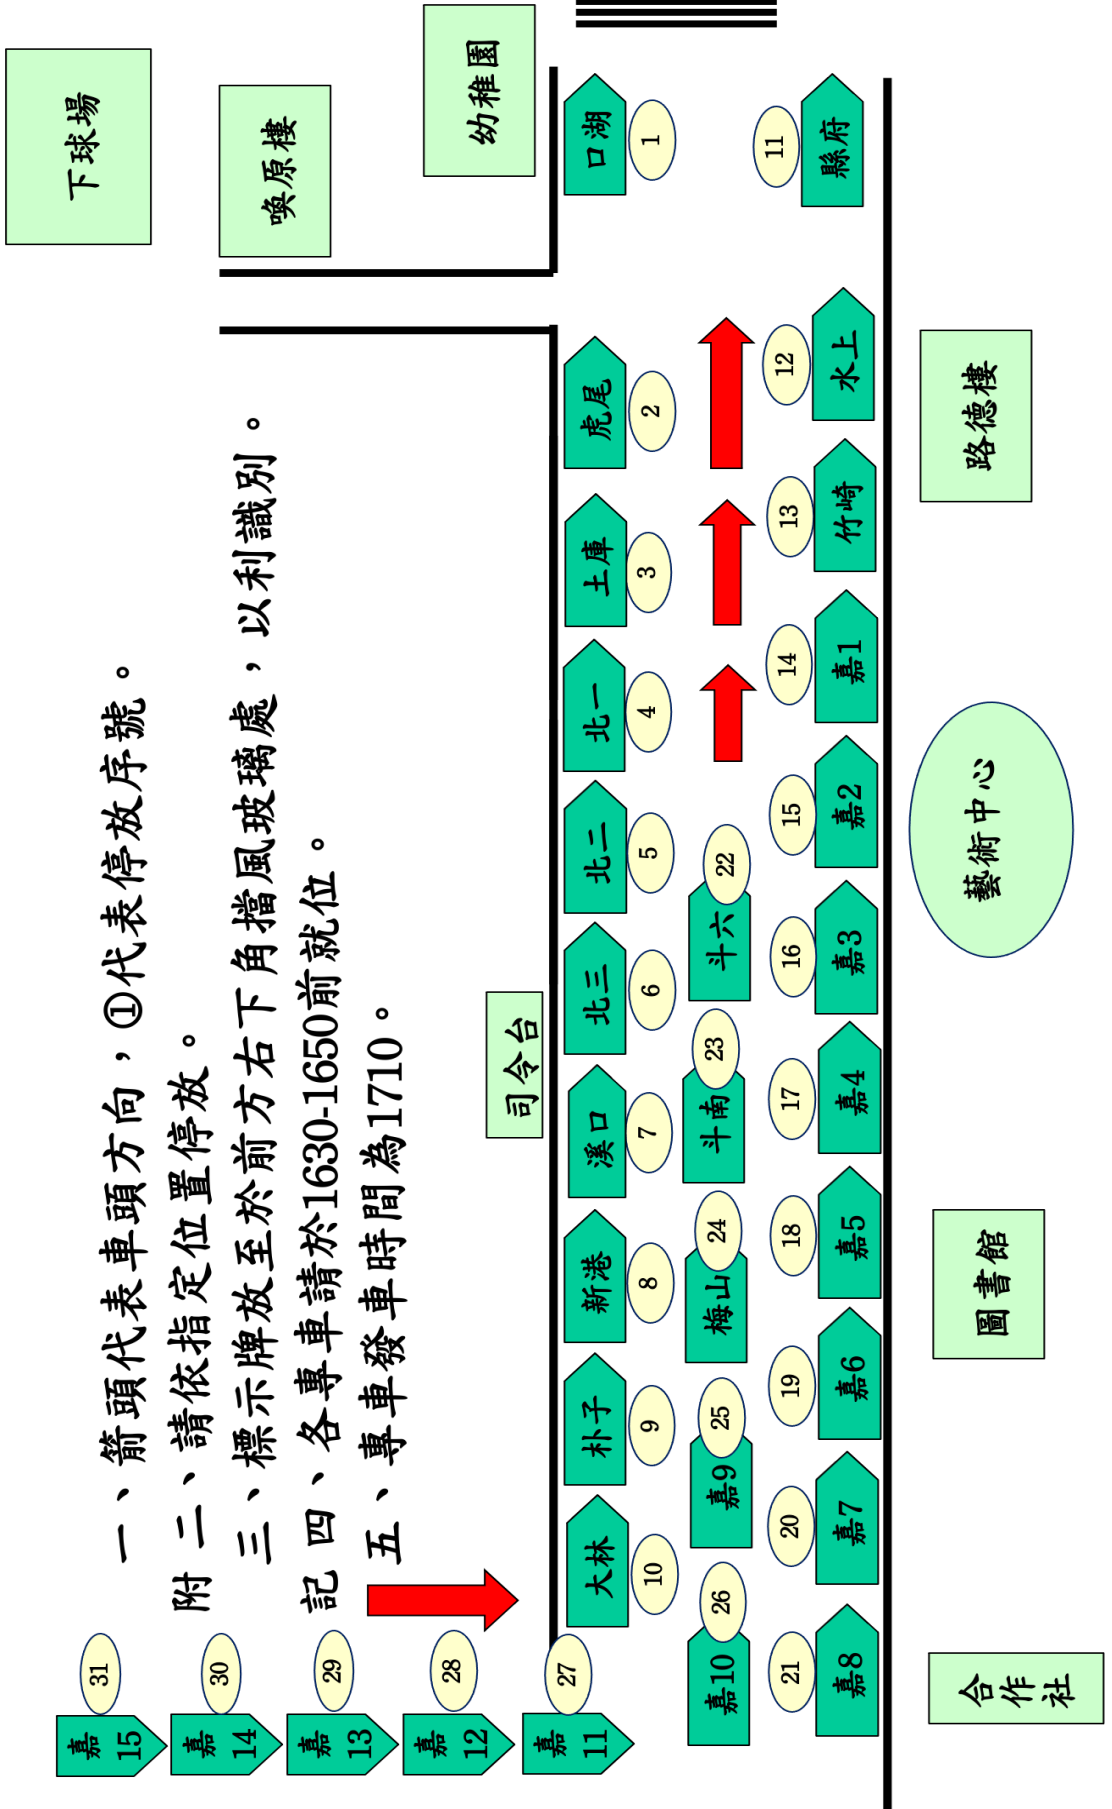 嘉15
31
一、箭頭代表車頭方向，①代表停放序號。
下球場
嘉14
30
附 二、請依指定位置停放。
三、標示牌放至於前方右下角擋風玻璃處，以利識別。
喚原樓
嘉13
29
記 四、各專車請於1630-1650前就位。
五、專車發車時間為1710。
嘉12
28
幼稚園
司令台
嘉11
27
大林
朴子
新港
溪口
北三
北二
北一
土庫
虎尾
口湖
10
9
8
7
6
5
4
3
2
1
嘉10
26
嘉9
25
梅山
24
斗南
23
斗六
22
21
20
19
18
17
16
15
14
13
12
11
嘉8
嘉7
嘉6
嘉5
嘉4
嘉3
嘉2
嘉1
竹崎
水上
縣府
合作社
圖書館
藝術中心
路德樓